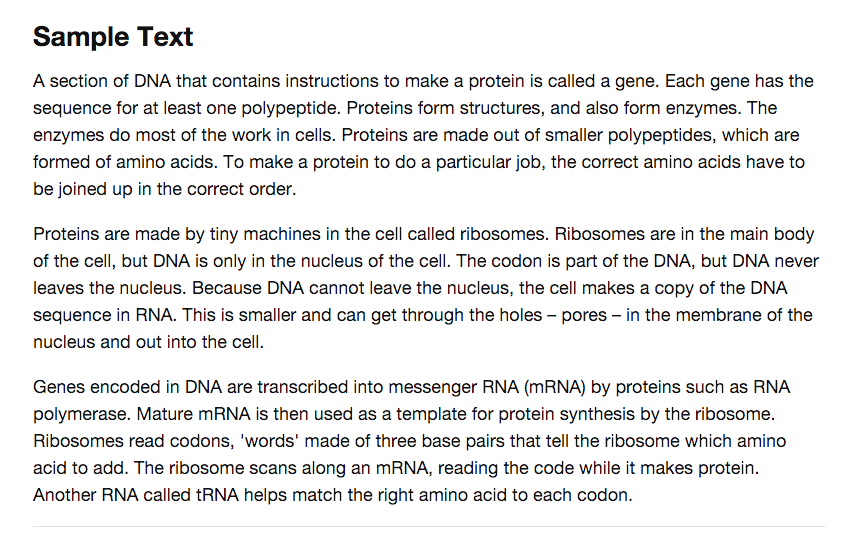 Sample Text
A section of DNA that contains instructions to make a protein is called a gene. Each gene has the
sequence for at least one polypeptide. Proteins form structures, and also form enzymes. The
enzymes do most of the work in cells. Proteins are made out of smaller polypeptides, which are
formed of amino acids. To make a protein to do a particular job, the correct amino acids have to
be joined up in the correct order.
Proteins are made by tiny machines in the cell called ribosomes. Ribosomes are in the main body
of the cell, but DNA is only in the nucleus of the cell. The codon is part of the DNA, but DNA never
leaves the nucleus. Because DNA cannot leave the nucleus, the cell makes a copy of the DNA
sequence in RNA. This is smaller and can get through the holes – pores – in the membrane of the
nucleus and out into the cell.
Genes encoded in DNA are transcribed into messenger RNA (mRNA) by proteins such as RNA
polymerase. Mature mRNA is then used as a template for protein synthesis by the ribosome.
Ribosomes read codons, 'words' made of three base pairs that tell the ribosome which amino
acid to add. The ribosome scans along an mRNA, reading the code while it makes protein.
Another RNA called tRNA helps match the right amino acid to each codon.